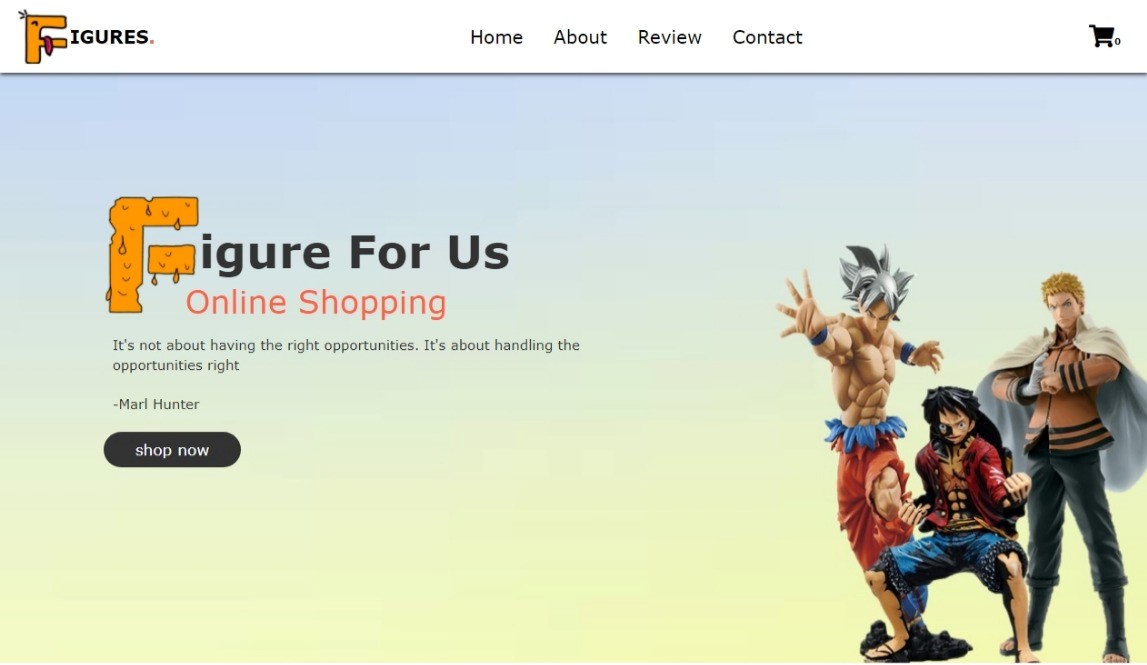 FIGURES.
Home
About
Review
Contact
0
Figure For Us
Online Shopping
It's not about having the right opportunities. It's about handling the
opportunities right
-Marl Hunter
shop now